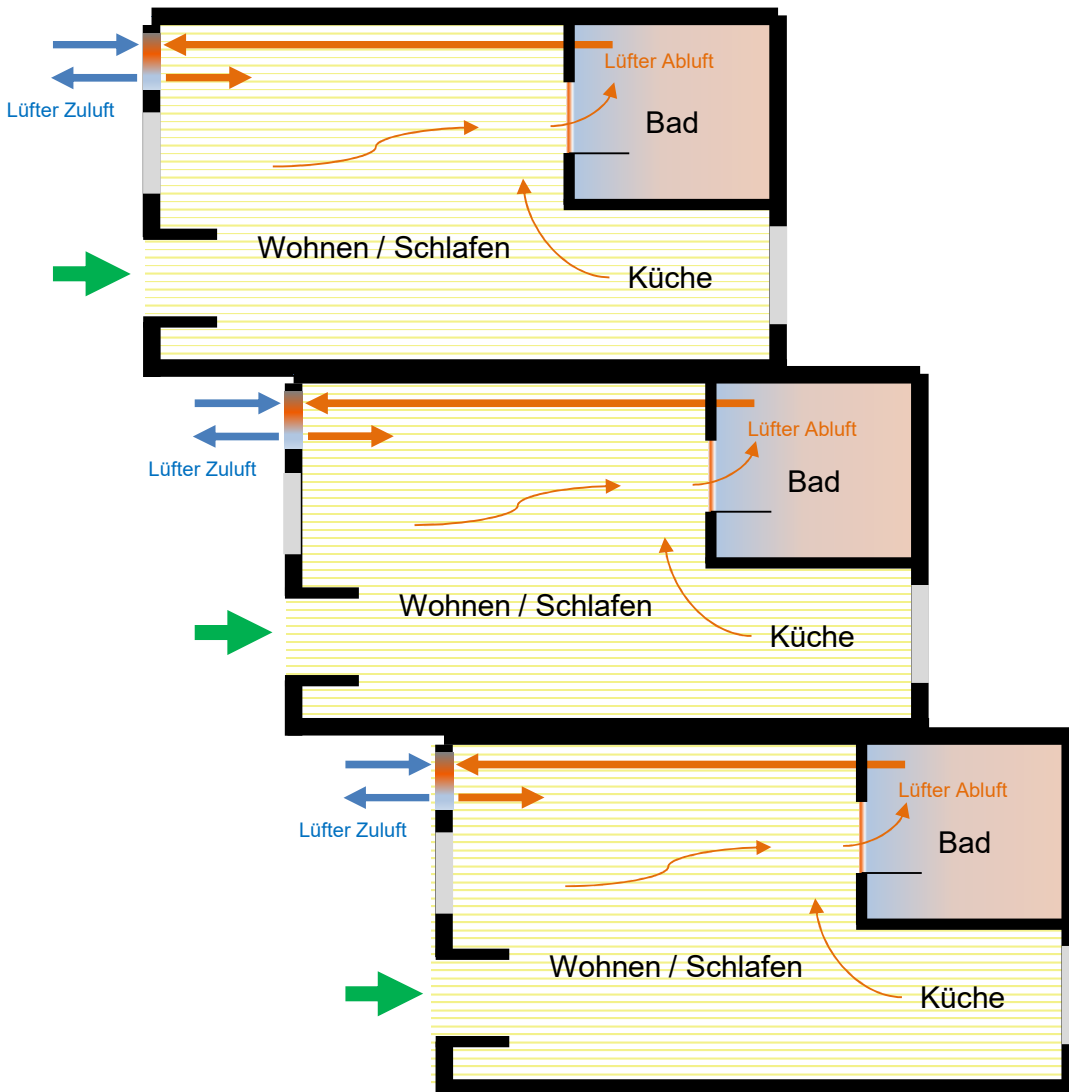 Lüfter Abluft
Lüfter Zuluft
Bad
Wohnen / Schlafen
Küche
Lüfter Abluft
Lüfter Zuluft
Bad
Wohnen / Schlafen
Küche
Lüfter Abluft
Lüfter Zuluft
Bad
Wohnen / Schlafen
Küche